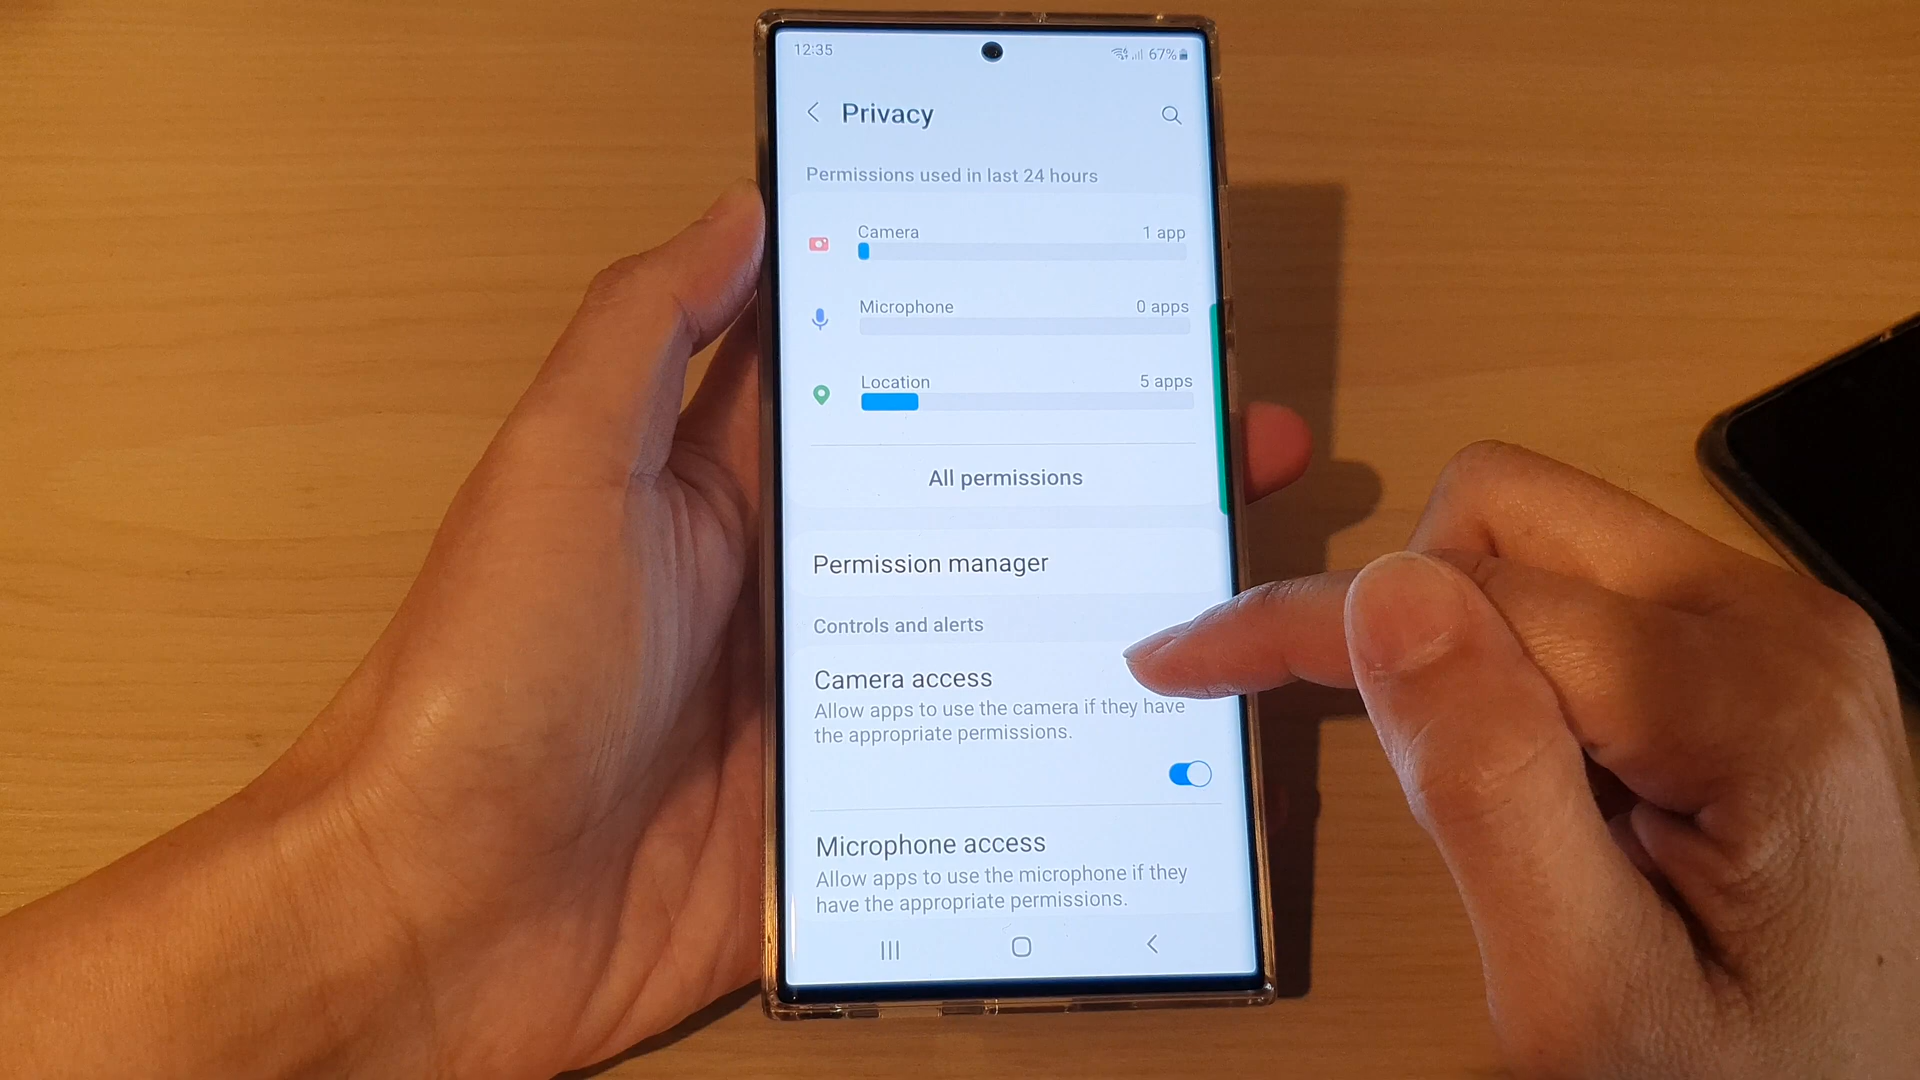 12:35
67%
Privacy
Permissions used in last 24 hours
Camera 1 app
Microphone 0 apps
Location 5 apps
All permissions
Permission manager
Controls and alerts
Camera access
Allow apps to use the camera if they have
the appropriate permissions.
Microphone access
Allow apps to use the microphone if they
have the appropriate permissions.